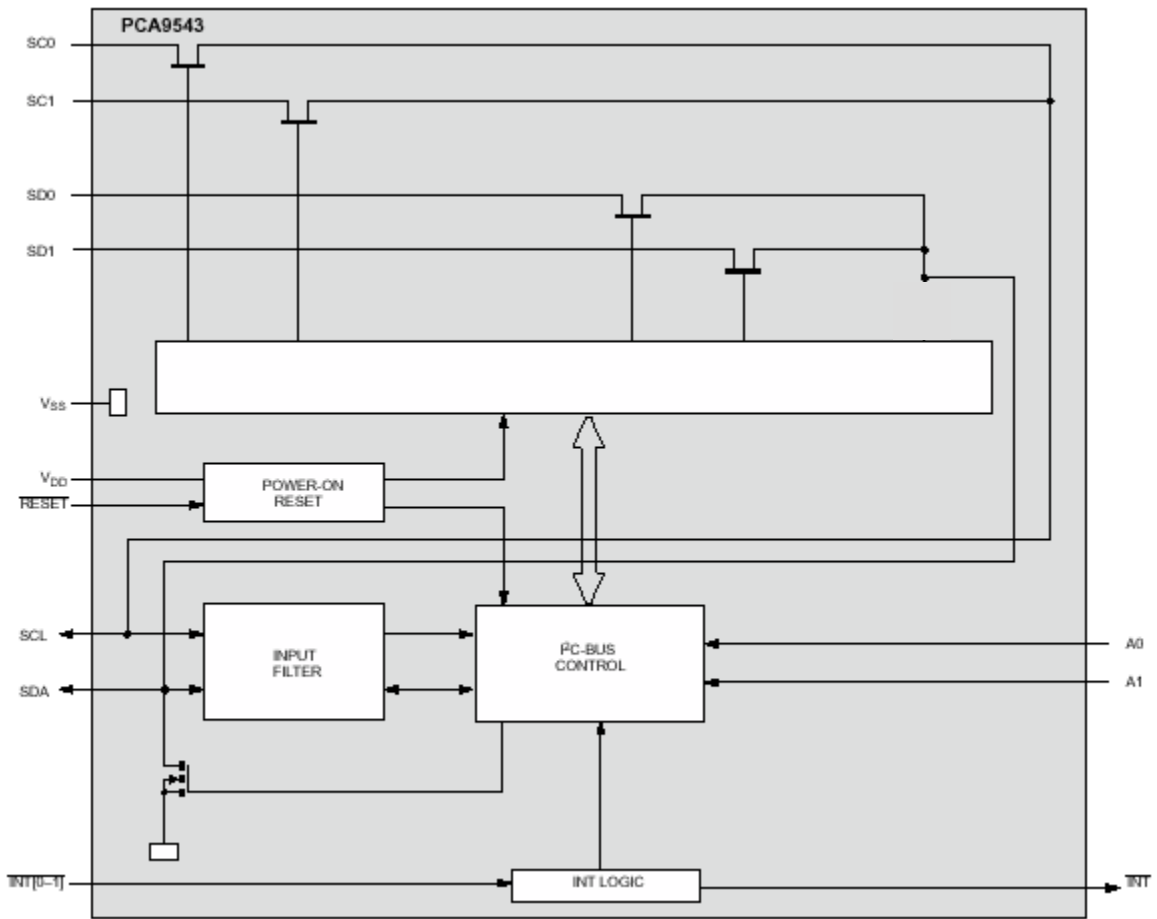 PCA9543
SC0
SC1
SD0
SD1
VSS
VDD
RESET
POWER-ON
RESET
SCL
SDA
INPUT
FILTER
I²C-BUS
CONTROL
A0
A1
INT[0–1]
INT LOGIC
INT